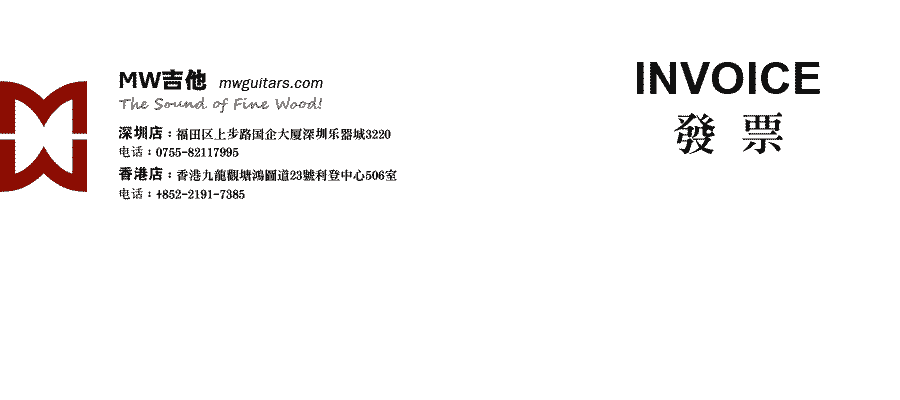 MW吉他 mwguitars.com
The Sound of Fine Wood!
深圳店：福田区上步路国企大厦深圳乐器城3220
电话：0755-82117995
香港店：香港九龍觀塘鴻圖道23號利登中心506室
电话：+852-2191-7385
INVOICE
發 票